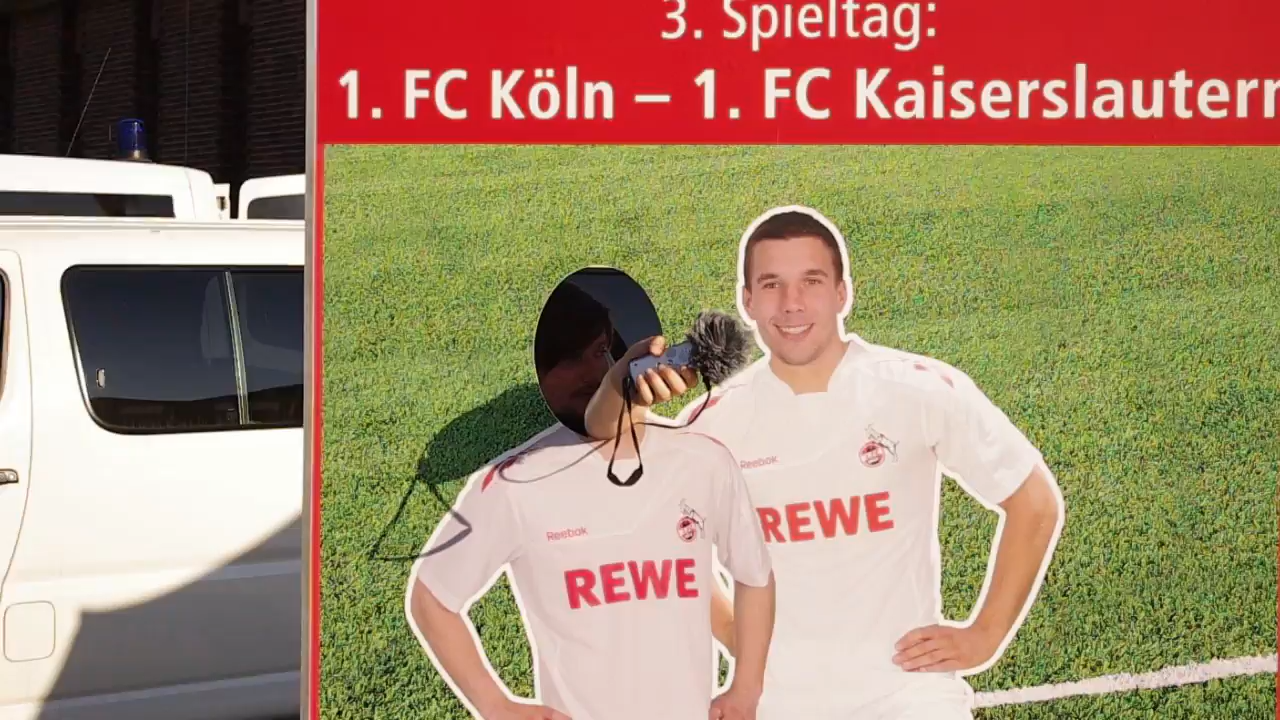 3. Spieltag:
1. FC Köln – 1. FC Kaiserslautern
Reebok
REWE
Reebok
REWE